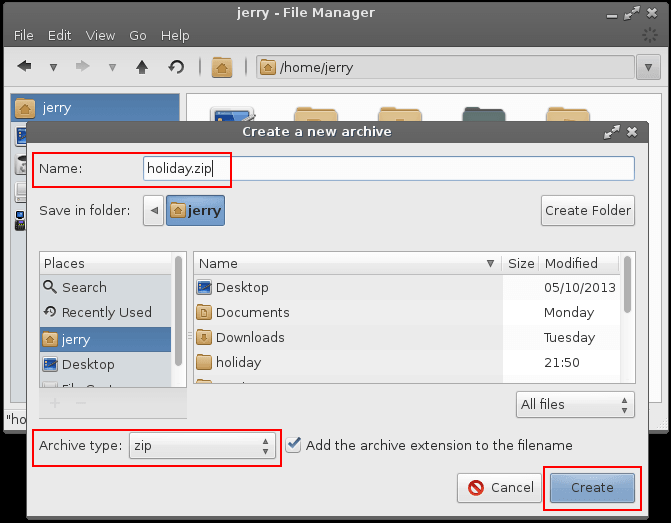 jerry - File Manager
File Edit View Go Help
/home/jerry
jerry
Create a new archive
Name: holiday.zip
Save in folder: jerry Create Folder
Places Name Size Modified
Search Desktop 05/10/2013
Recently Used Documents Monday
jerry Downloads Tuesday
Desktop holiday 21:50
All files
"ho
Archive type: zip Add the archive extension to the filename
Cancel Create